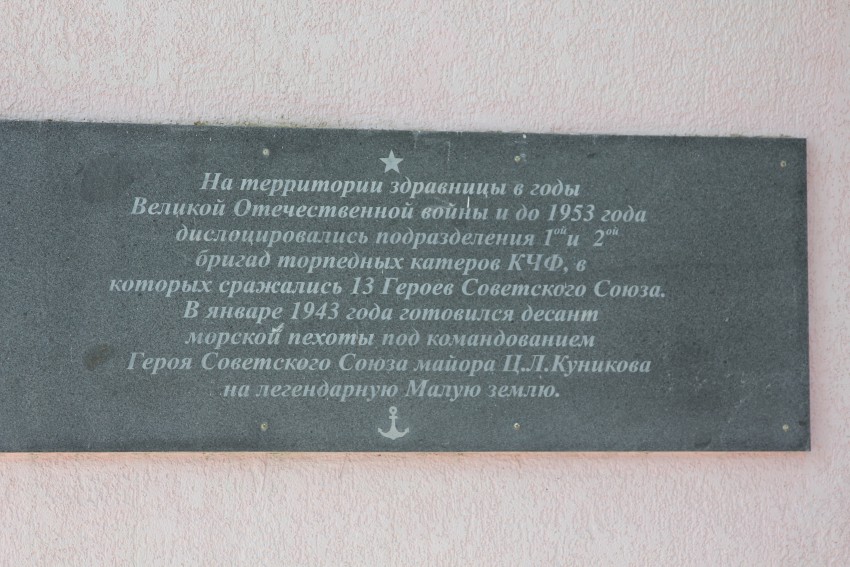 На территории здравницы в годы
Великой Отечественной войны и до 1953 года
дислоцировались подразделения 1ой и 2ой
бригад торпедных катеров КЧФ, в
которых сражались 13 Героев Советского Союза.
В январе 1943 года готовился десант
морской пехоты под командованием
Героя Советского Союза майора Ц.Л.Куникова
на легендарную Малую землю.